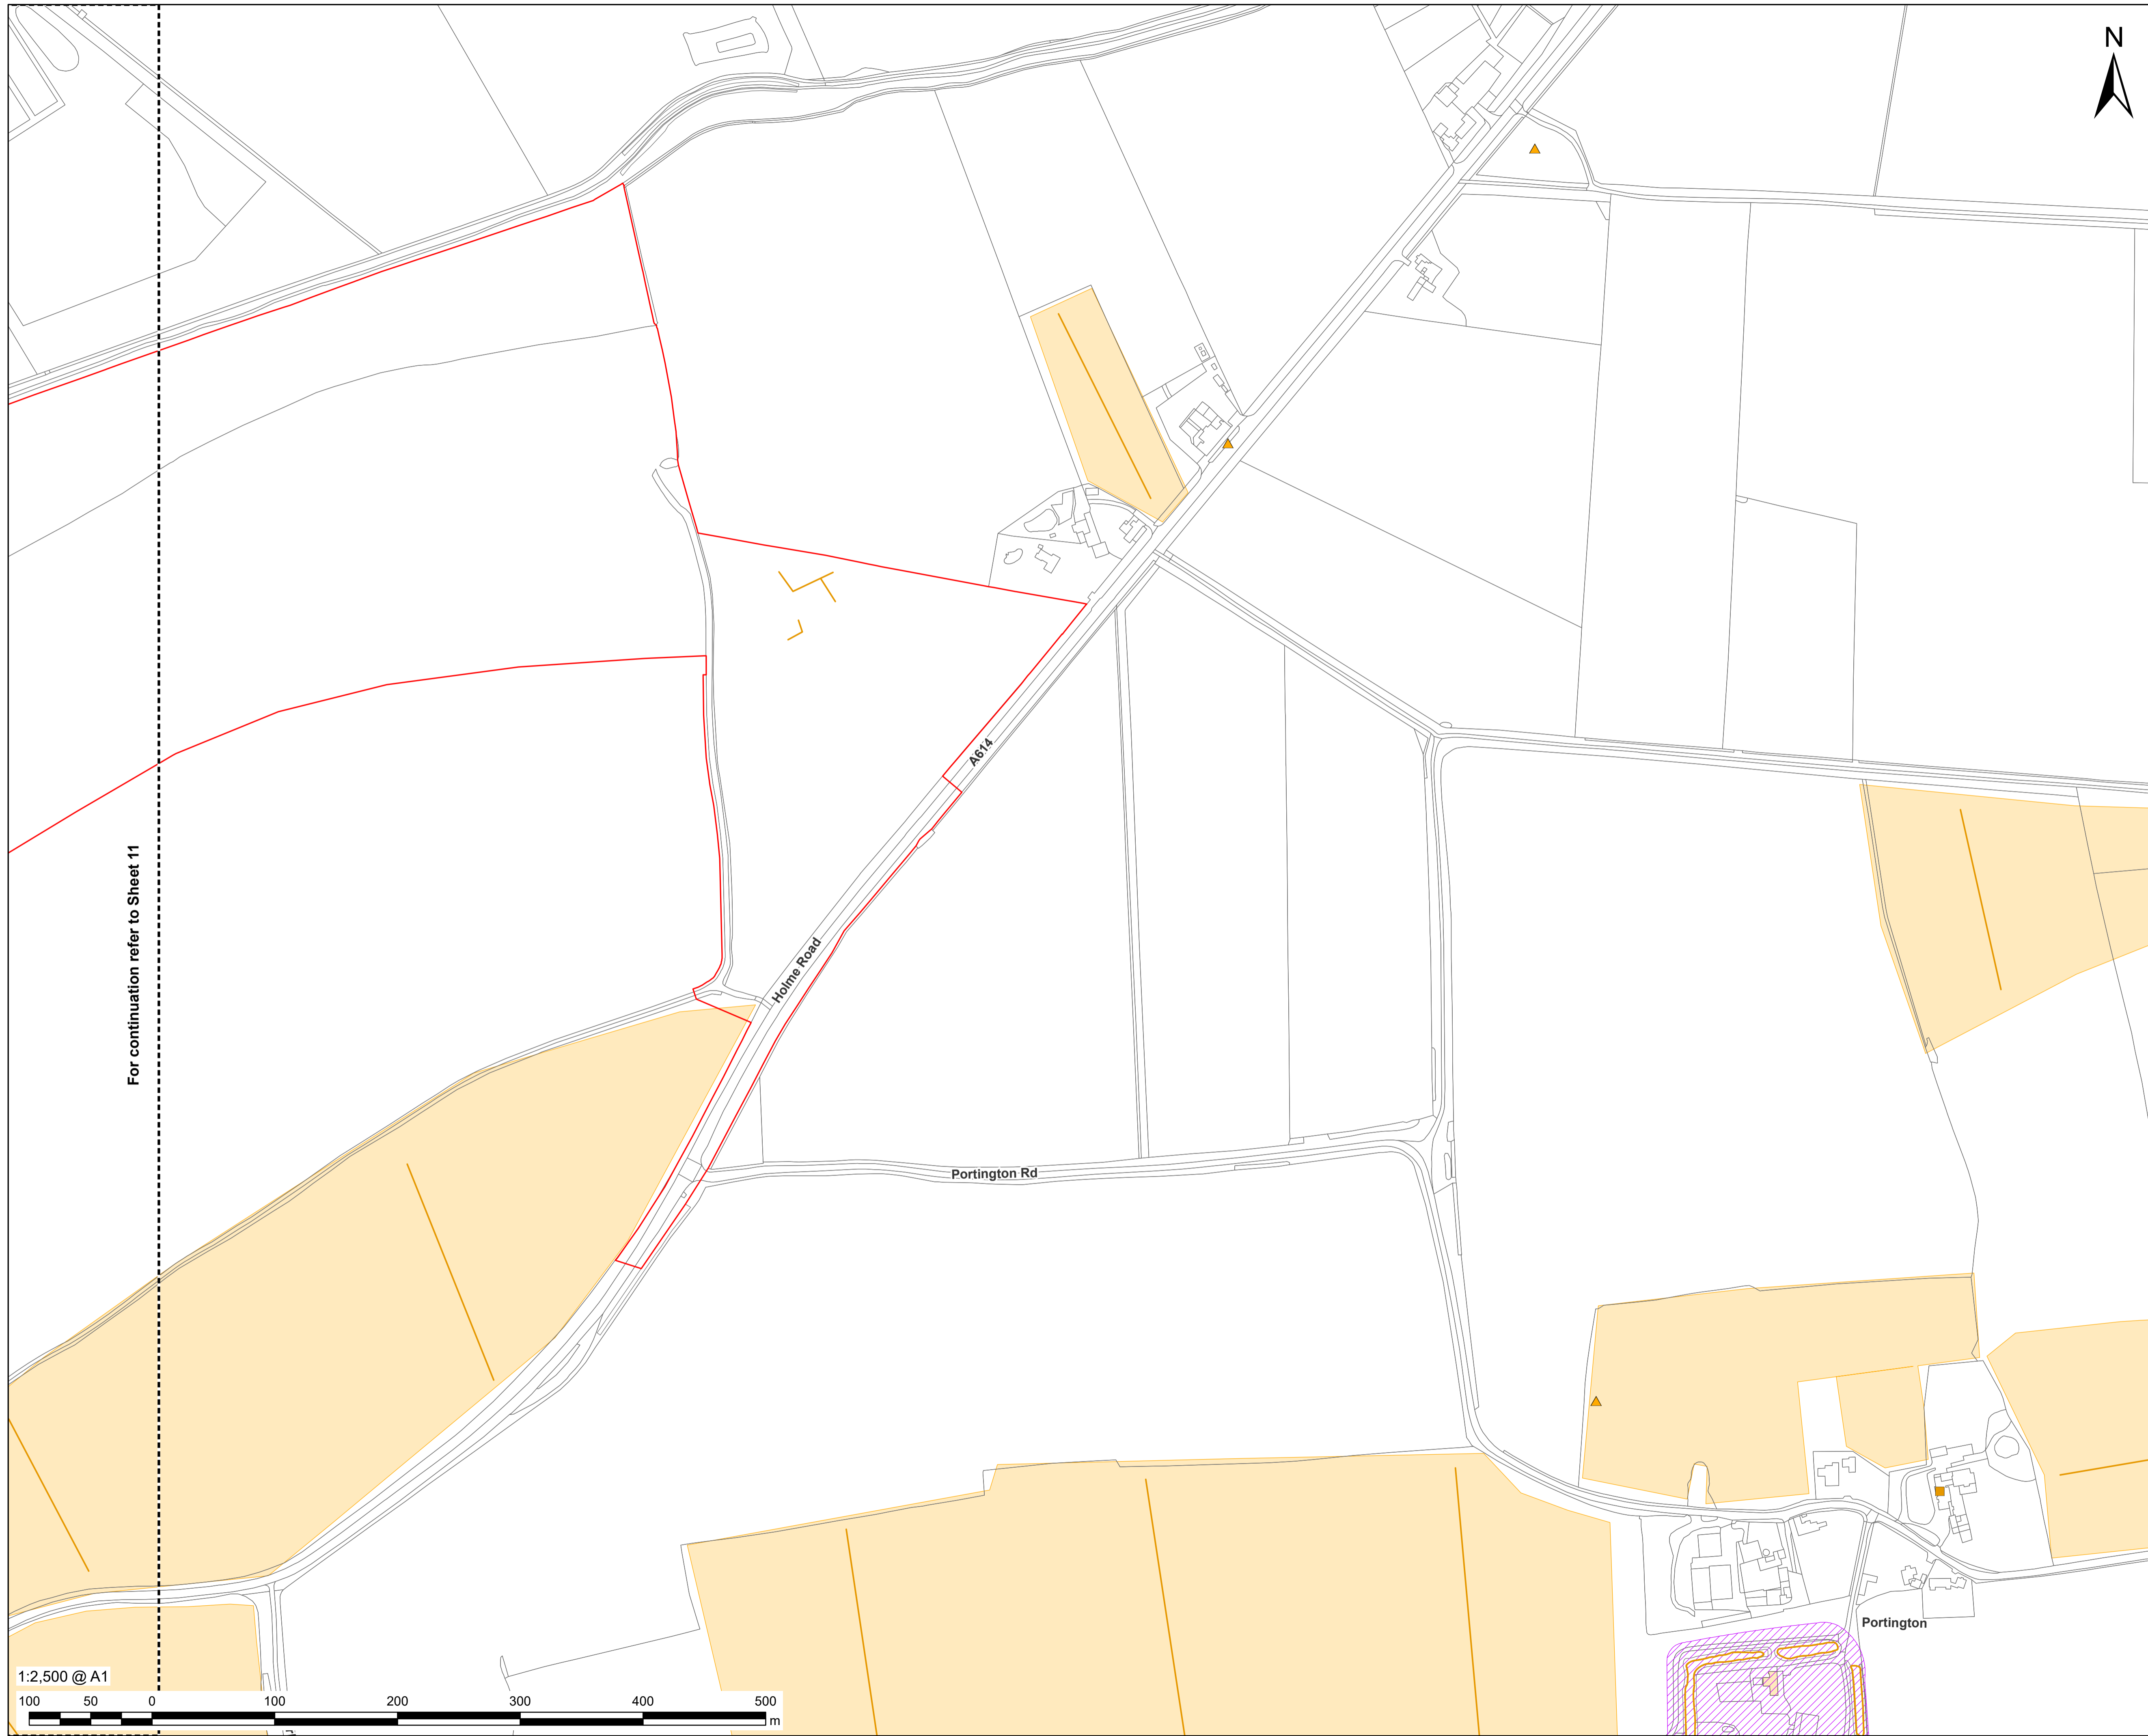 N
A614
For continuation refer to Sheet 11
Holme Road
Portington Rd
Portington
1:2,500 @ A1
100 50 0 100 200 300 400 500
m